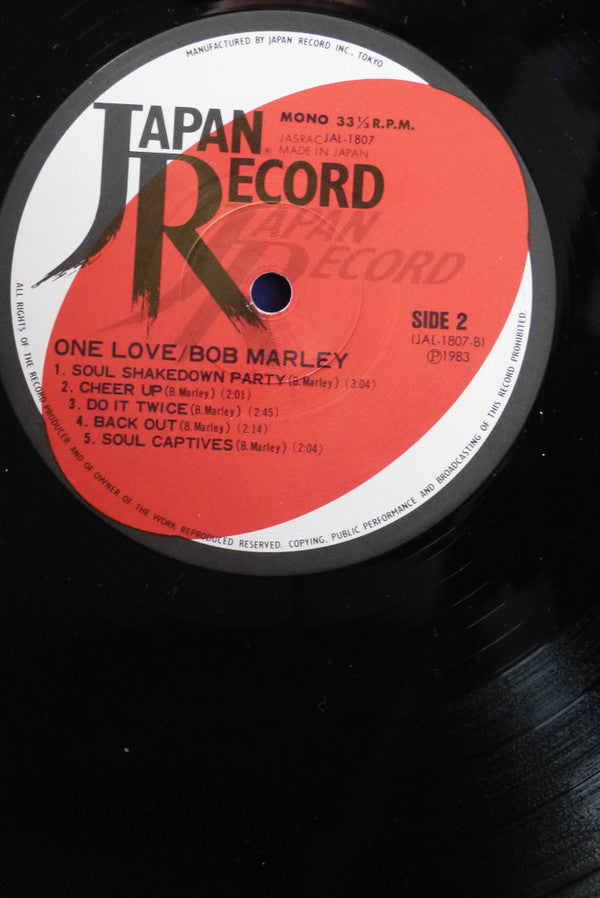 MANUFACTURED BY JAPAN RECORD INC., TOKYO
JAPAN
RECORD®
MONO 33 1/3 R.P.M.
JASRAC JAL-1807
MADE IN JAPAN
JAPAN
RECORD
SIDE 2
(JAL-1807-B)
Ⓟ1983
ONE LOVE/BOB MARLEY
1. SOUL SHAKEDOWN PARTY (B. Marley) (3:04)
2. CHEER UP (B. Marley) (2:01)
3. DO IT TWICE (B. Marley) (2:45)
4. BACK OUT (B. Marley) (2:14)
5. SOUL CAPTIVES (B. Marley) (2:04)
ALL RIGHTS OF THE RECORD PRODUCER AND OF OWNER OF THE WORK REPRODUCED RESERVED. COPYING, PUBLIC PERFORMANCE AND BROADCASTING OF THIS RECORD PROHIBITED.